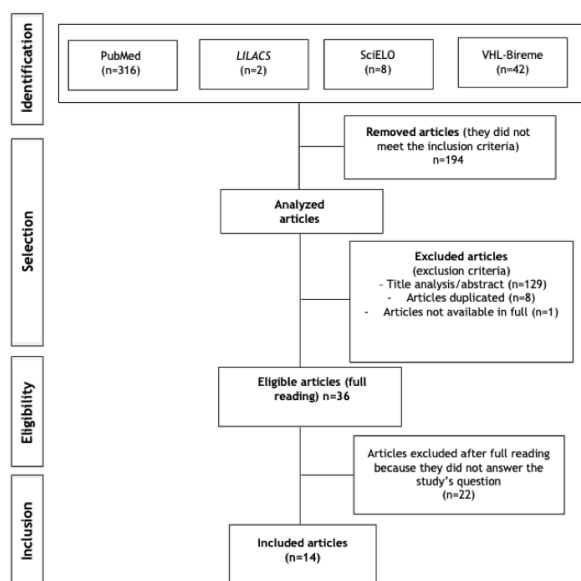 Identification
PubMed
(n=316)
LILACS
(n=2)
SciELO
(n=8)
VHL-Bireme
(n=42)
Removed articles (they did not
meet the inclusion criteria)
n=194
Selection
Analyzed
articles
Excluded articles
(exclusion criteria)
- Title analysis/abstract (n=129)
- Articles duplicated (n=8)
- Articles not available in full (n=1)
Eligibility
Eligible articles (full
reading) n=36
Articles excluded after full reading
because they did not answer the
study's question
(n=22)
Inclusion
Included articles
(n=14)